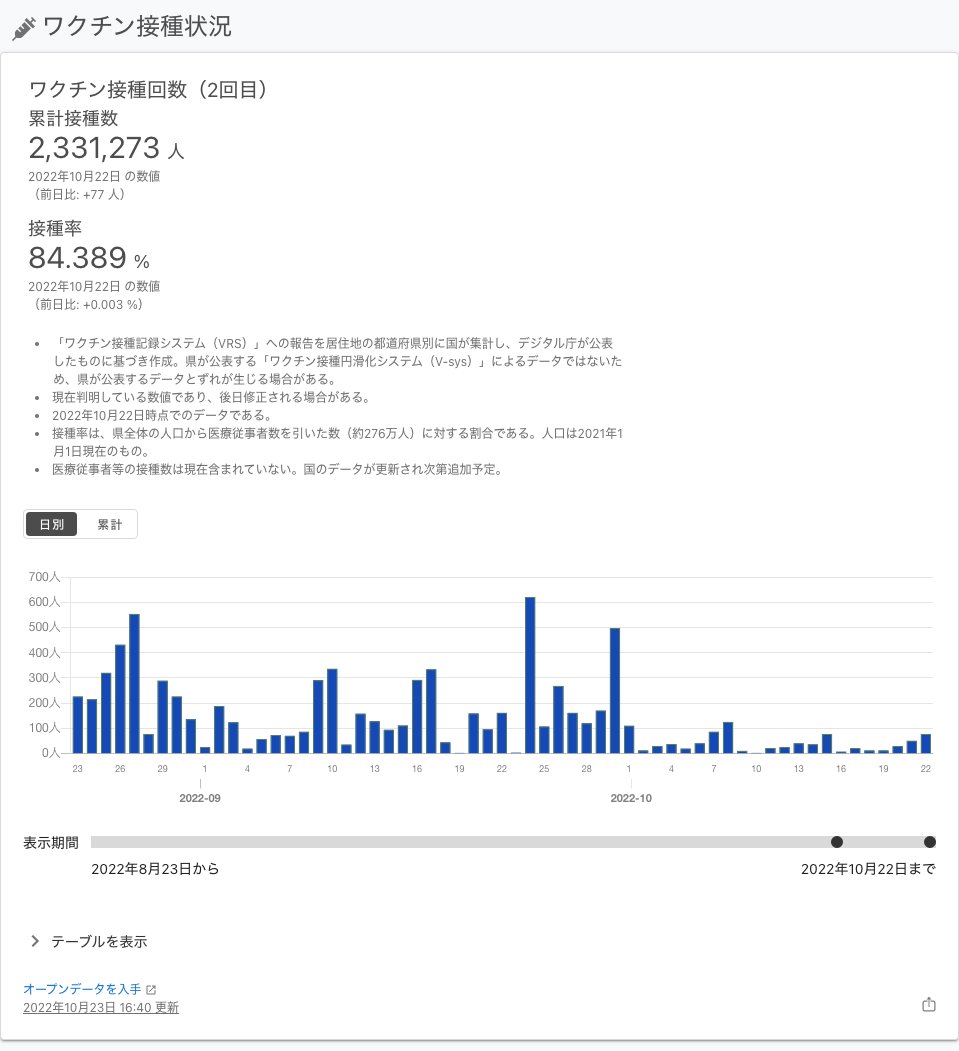 ワクチン接種状況
ワクチン接種回数（2回目）
累計接種数
2,331,273 人
2022年10月22日 の数値
（前日比: +77 人）
接種率
84.389 %
2022年10月22日 の数値
（前日比: +0.003 %）
• 「ワクチン接種記録システム（VRS）」への報告を居住地の都道府県別に国が集計し、デジタル庁が公表
したものに基づき作成。県が公表する「ワクチン接種円滑化システム（V-sys）」によるデータではないた
め、県が公表するデータとずれが生じる場合がある。
• 現在判明している数値であり、後日修正される場合がある。
• 2022年10月22日時点でのデータである。
• 接種率は、県全体の人口から医療従事者数を引いた数（約276万人）に対する割合である。人口は2021年1
月1日現在のもの。
• 医療従事者等の接種数は現在含まれていない。国のデータが更新され次第追加予定。
日別 累計
700人
600人
500人
400人
300人
200人
100人
0人
23 26 29 1 4 7 10 13 16 19 22 25 28 1 4 7 10 13 16 19 22
2022-09 2022-10
表示期間
2022年8月23日から 2022年10月22日まで
テーブルを表示
オープンデータを入手
2022年10月23日 16:40 更新